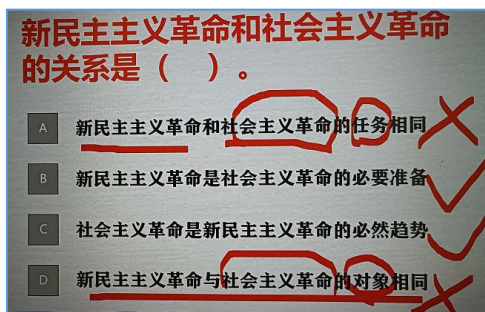 新民主主义革命和社会主义革命
的关系是（ ）。
A 新民主主义革命和社会主义革命的任务相同
B 新民主主义革命是社会主义革命的必要准备
C 社会主义革命是新民主主义革命的必然趋势
D 新民主主义革命与社会主义革命的对象相同